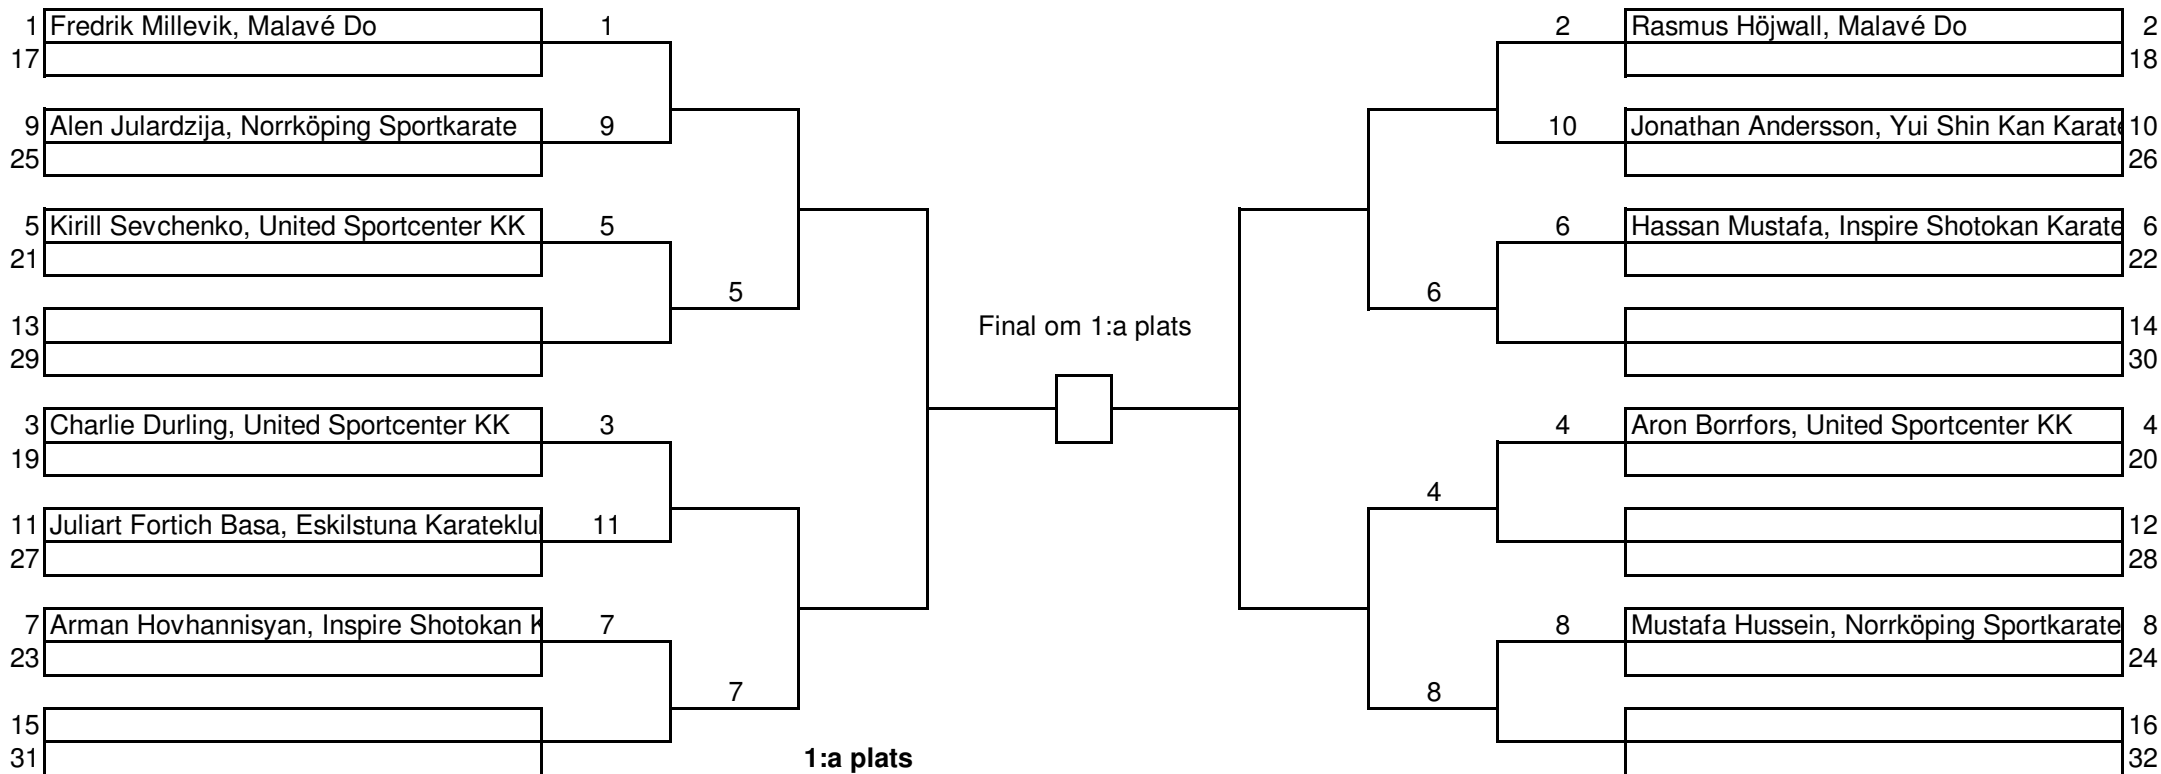 1 Fredrik Millevik, Malavé Do 1 2 Rasmus Höjwall, Malavé Do 2
17 18
9 Alen Julardzija, Norrköping Sportkarate 9 10 Jonathan Andersson, Yui Shin Kan Karate 10
25 26
5 Kirill Sevchenko, United Sportcenter KK 5 6 Hassan Mustafa, Inspire Shotokan Karate 6
21 22
5 6
13 Final om 1:a plats 14
29 30
3 Charlie Durling, United Sportcenter KK 3 4 Aron Borrfors, United Sportcenter KK 4
19 20
4
11 Juliart Fortich Basa, Eskilstuna Karateklu 11 12
27 28
7 Arman Hovhannisyan, Inspire Shotokan K 7 8 Mustafa Hussein, Norrköping Sportkarate 8
23 24
7 8
15 16
31 1:a plats 32